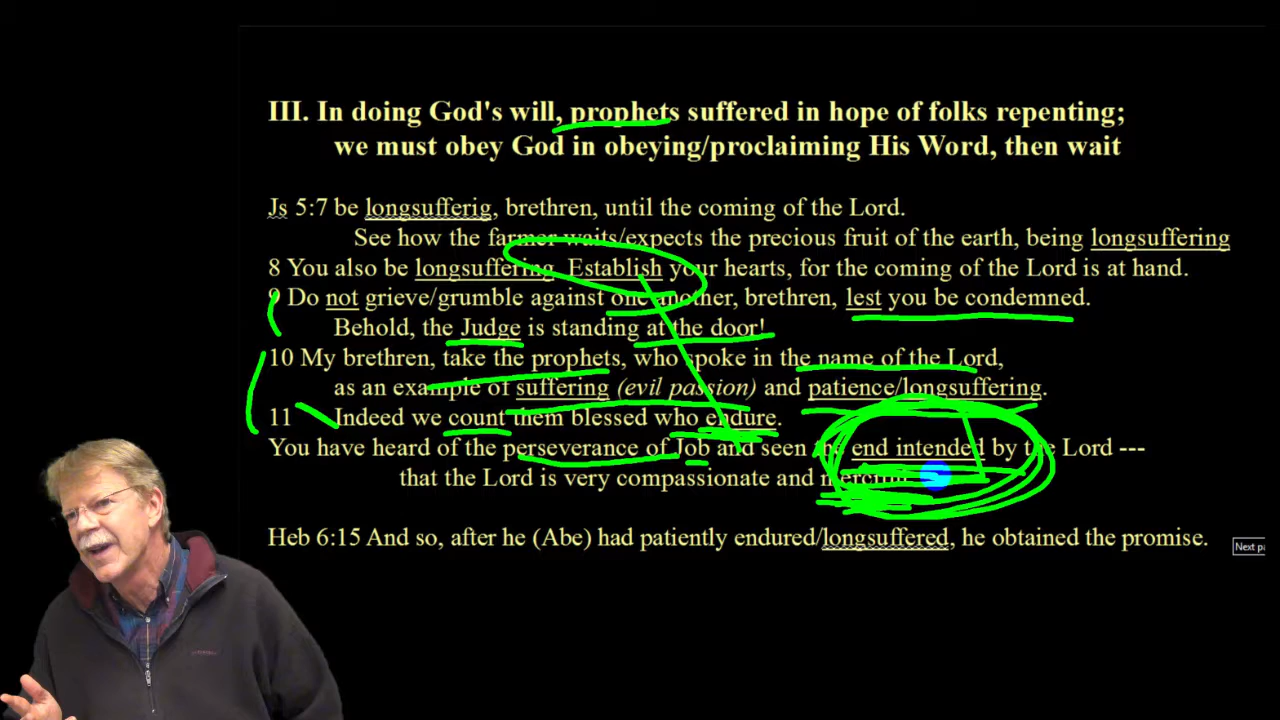 III. In doing God's will, prophets suffered in hope of folks repenting;
we must obey God in obeying/proclaiming His Word, then wait
Js 5:7 be longsufferig, brethren, until the coming of the Lord.
See how the farmer waits/expects the precious fruit of the earth, being longsuffering
8 You also be longsuffering. Establish your hearts, for the coming of the Lord is at hand.
9 Do not grieve/grumble against one another, brethren, lest you be condemned.
Behold, the Judge is standing at the door!
10 My brethren, take the prophets, who spoke in the name of the Lord,
as an example of suffering (evil passion) and patience/longsuffering.
11 Indeed we count them blessed who endure.
You have heard of the perseverance of Job and seen the end intended by the Lord ---
that the Lord is very compassionate and merciful
Heb 6:15 And so, after he (Abe) had patiently endured/longsuffered, he obtained the promise.
Next